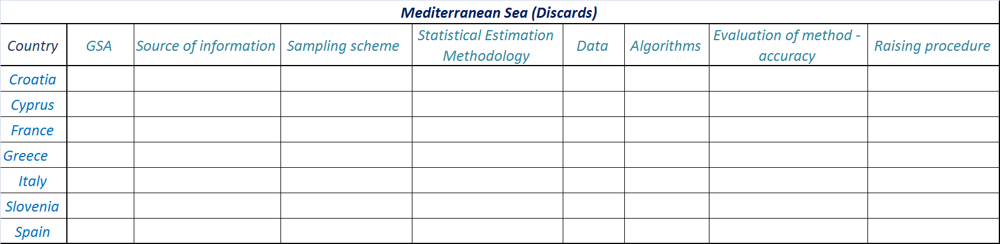 Mediterranean Sea (Discards)
Country GSA Source of information Sampling scheme Statistical Estimation Methodology Data Algorithms Evaluation of method - accuracy Raising procedure
Croatia
Cyprus
France
Greece
Italy
Slovenia
Spain